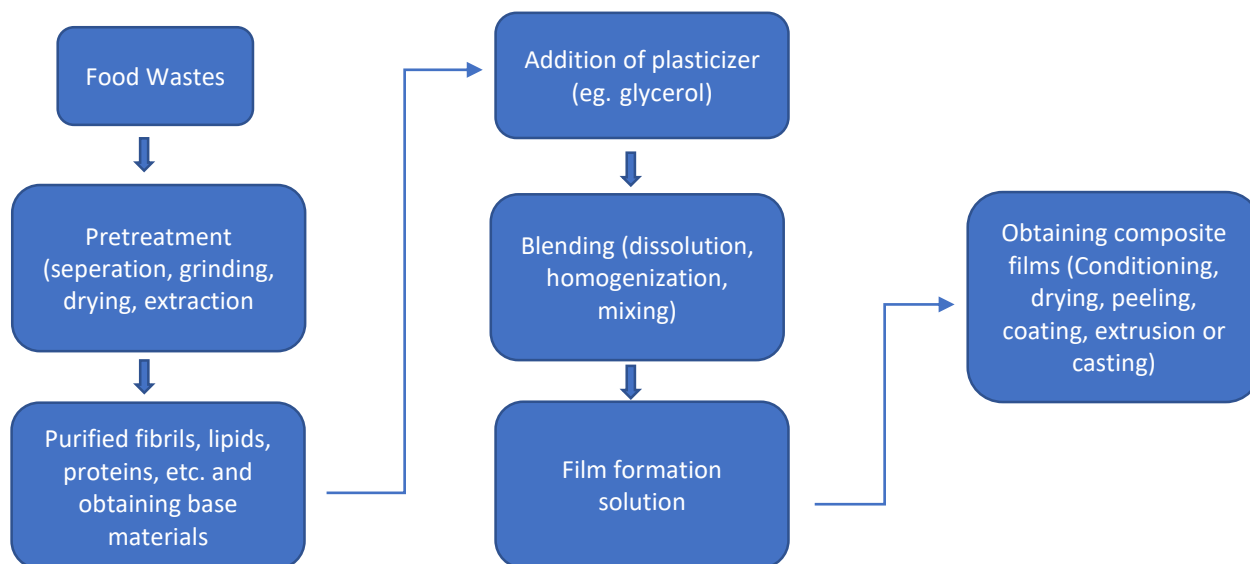 Food Wastes
Pretreatment
(seperation, grinding,
drying, extraction
Purified fibrils, lipids,
proteins, etc. and
obtaining base
materials
Addition of plasticizer
(eg. glycerol)
Blending (dissolution,
homogenization,
mixing)
Film formation
solution
Obtaining composite
films (Conditioning,
drying, peeling,
coating, extrusion or
casting)